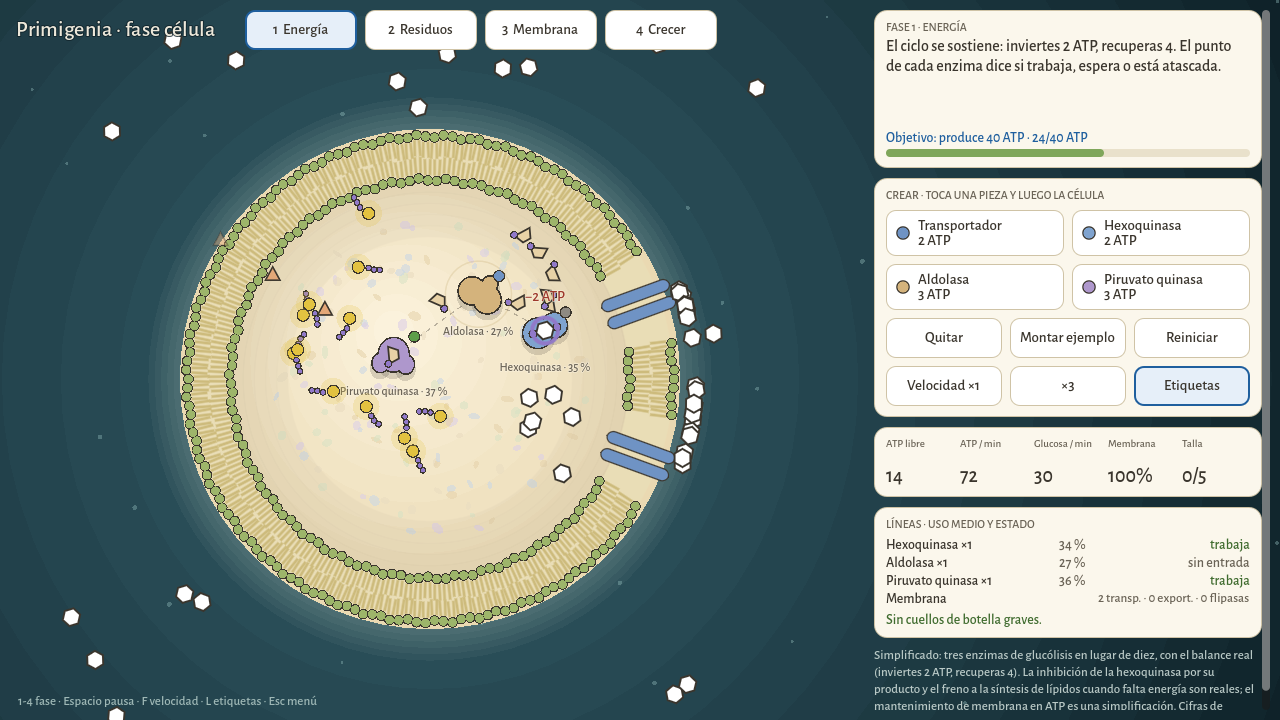 Primigenia · fase célula
1 Energía
2 Residuos
3 Membrana
4 Crecer
FASE 1 · ENERGÍA
El ciclo se sostiene: inviertes 2 ATP, recuperas 4. El punto
de cada enzima dice si trabaja, espera o está atascada.
Objetivo: produce 40 ATP · 24/40 ATP
CREAR · TOCA UNA PIEZA Y LUEGO LA CÉLULA
Transportador
2 ATP
Hexoquinasa
2 ATP
Aldolasa
3 ATP
Piruvato quinasa
3 ATP
Quitar
Montar ejemplo
Reiniciar
Velocidad ×1
×3
Etiquetas
ATP libre
ATP / min
Glucosa / min
Membrana
Talla
14
72
30
100%
0/5
LÍNEAS · USO MEDIO Y ESTADO
Hexoquinasa ×1 34 % trabaja
Aldolasa ×1 27 % sin entrada
Piruvato quinasa ×1 36 % trabaja
Membrana 2 transp. · 0 export. · 0 flipasas
Sin cuellos de botella graves.
Simplificado: tres enzimas de glucólisis en lugar de diez, con el balance real
(inviertes 2 ATP, recuperas 4). La inhibición de la hexoquinasa por su
producto y el freno a la síntesis de lípidos cuando falta energía son reales; el
mantenimiento de membrana en ATP es una simplificación. Cifras de
−2 ATP
Aldolasa · 27 %
Hexoquinasa · 35 %
Piruvato quinasa · 37 %
1-4 fase · Espacio pausa · F velocidad · L etiquetas · Esc menú